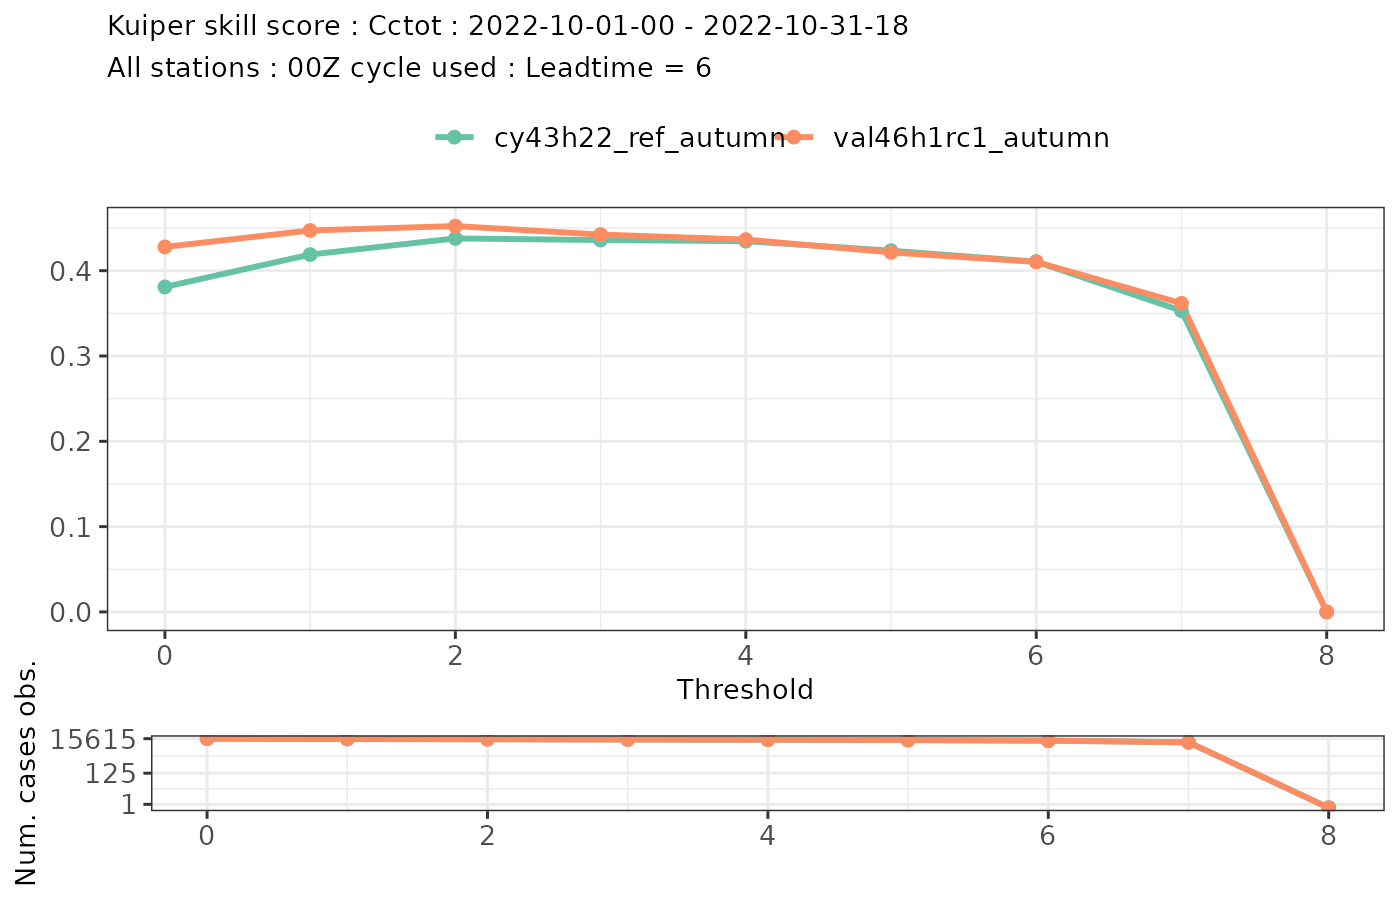 Kuiper skill score : Cctot : 2022-10-01-00 - 2022-10-31-18
All stations : 00Z cycle used : Leadtime = 6
cy43h22_ref_autumn val46h1rc1_autumn
0.4
0.3
0.2
0.1
0.0
0 2 4 6 8
Threshold
Num. cases obs.
15615
125
1
0 2 4 6 8